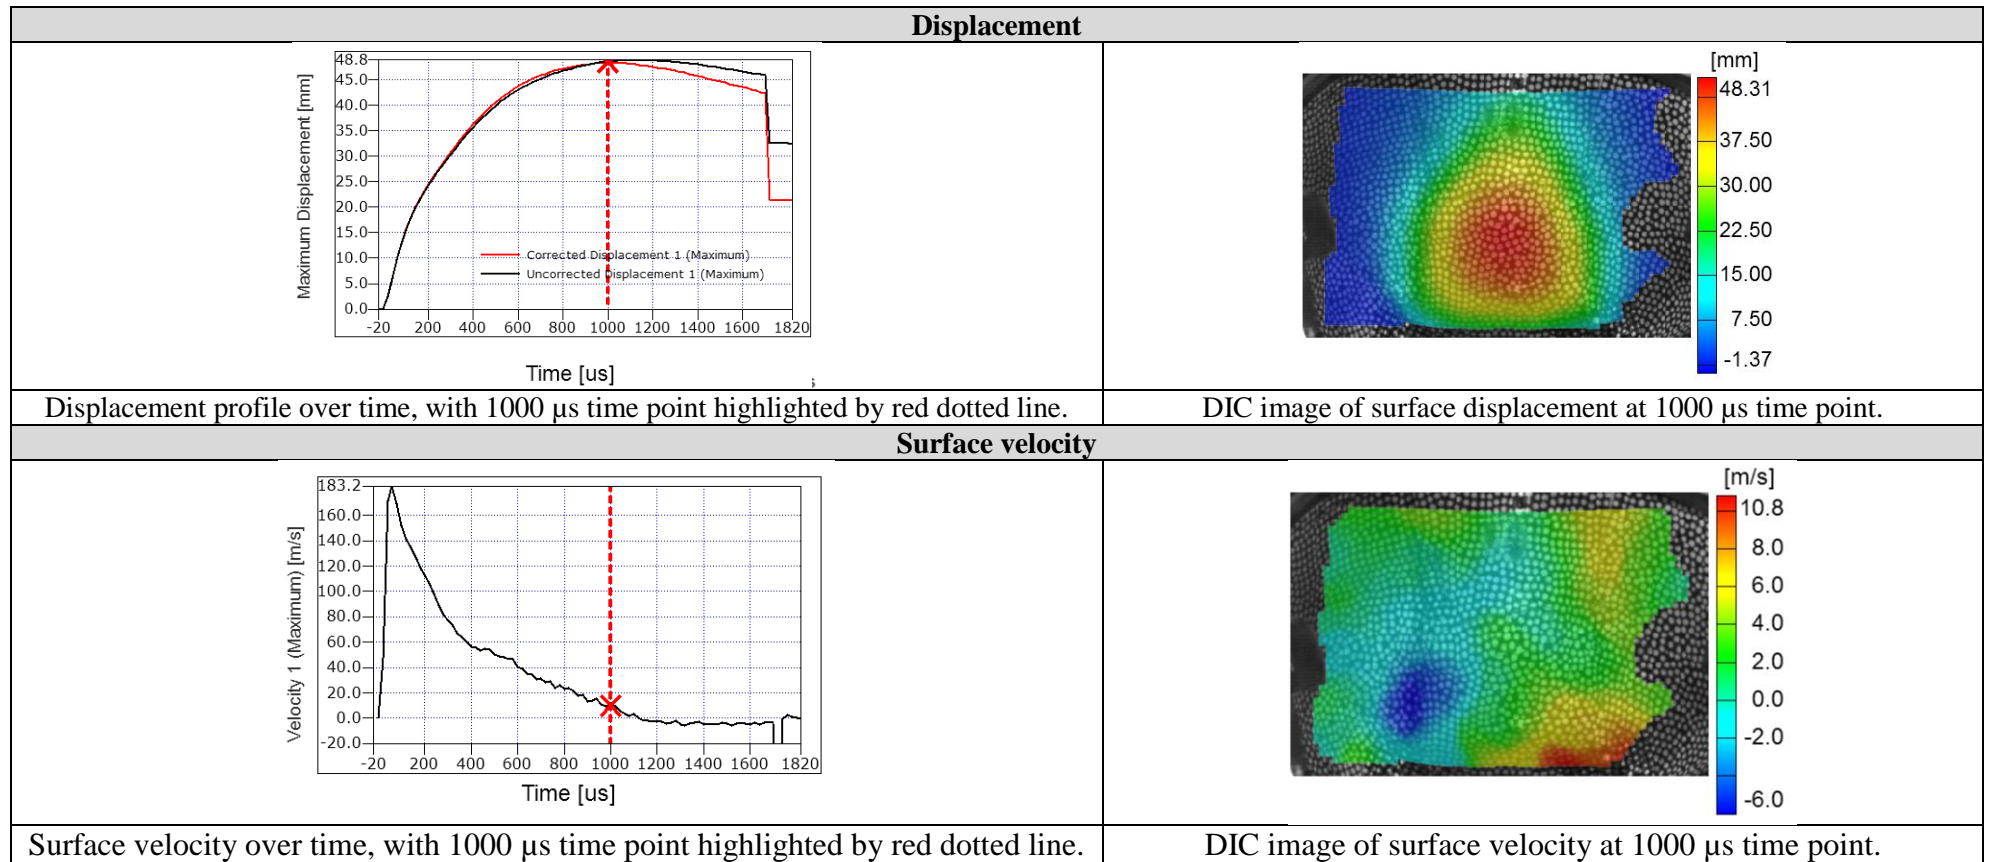 Displacement
Maximum Displacement [mm]
48.8
45.0
40.0
35.0
30.0
25.0
20.0
15.0
10.0
5.0
0.0
Corrected Displacement 1 (Maximum)
Uncorrected Displacement 1 (Maximum)
-20 200 400 600 800 1000 1200 1400 1600 1820
Time [us]
s
[mm]
48.31
37.50
30.00
22.50
15.00
7.50
-1.37
Displacement profile over time, with 1000 µs time point highlighted by red dotted line.
DIC image of surface displacement at 1000 µs time point.
Surface velocity
Velocity 1 (Maximum) [m/s]
183.2
160.0
140.0
120.0
100.0
80.0
60.0
40.0
20.0
0.0
-20.0
-20 200 400 600 800 1000 1200 1400 1600 1820
Time [us]
[m/s]
10.8
8.0
6.0
4.0
2.0
0.0
-2.0
-6.0
Surface velocity over time, with 1000 µs time point highlighted by red dotted line.
DIC image of surface velocity at 1000 µs time point.